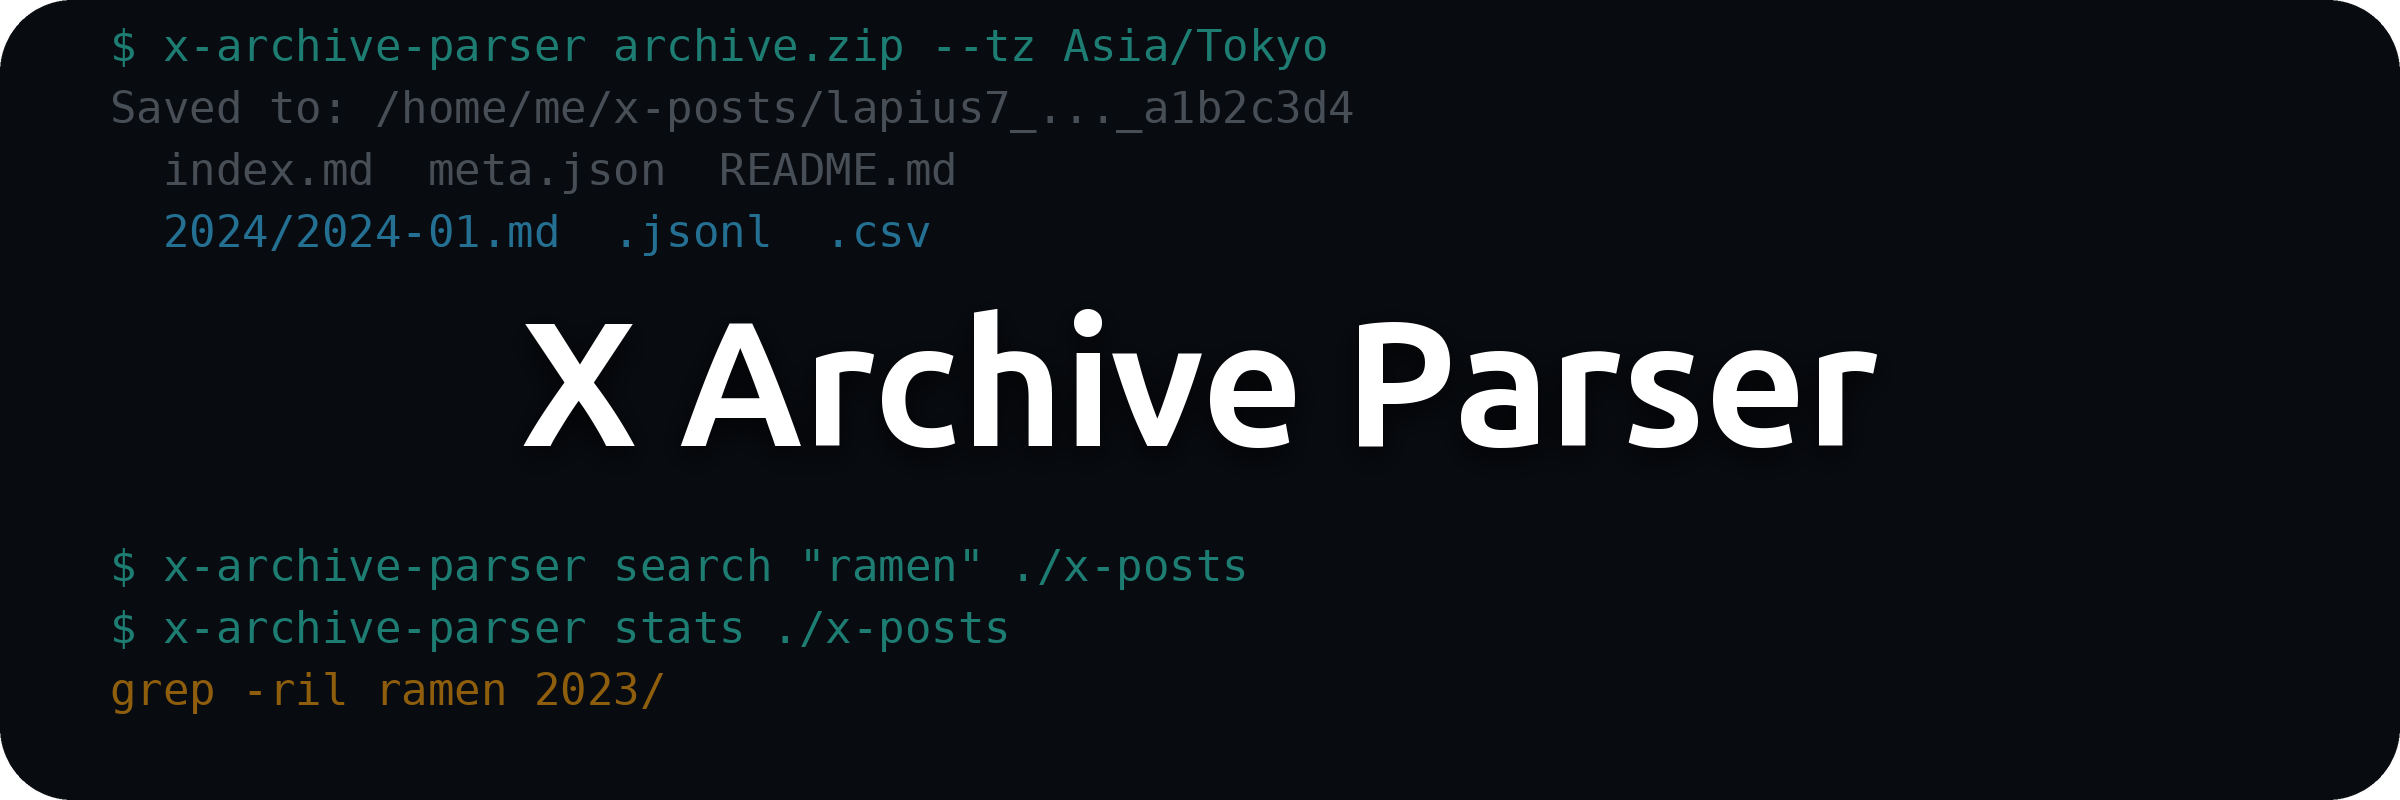 $ x-archive-parser archive.zip --tz Asia/Tokyo
Saved to: /home/me/x-posts/lapius7_..._a1b2c3d4
index.md  meta.json  README.md
2024/2024-01.md  .jsonl  .csv
X Archive Parser
$ x-archive-parser search "ramen" ./x-posts
$ x-archive-parser stats ./x-posts
grep -ril ramen 2023/